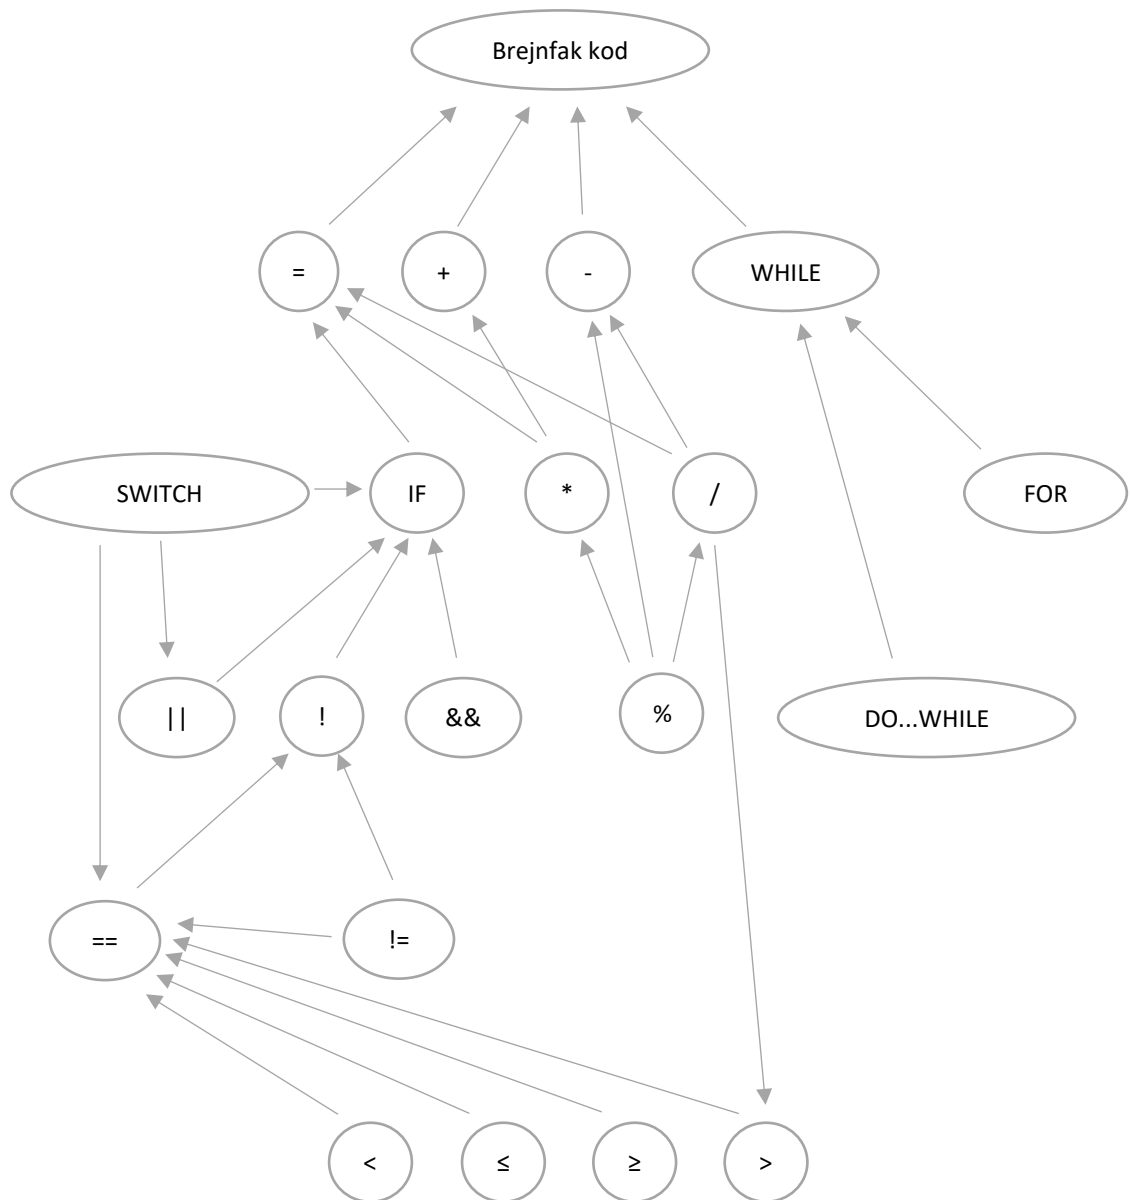 Brejnfak kod
=
+
-
WHILE
SWITCH
IF
*
/
FOR
||
!
&&
%
DO...WHILE
==
!=
<
≤
≥
>